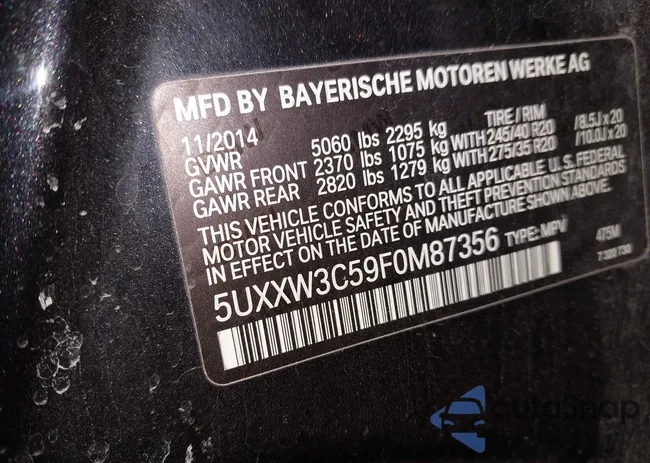 MFD BY BAYERISCHE MOTOREN WERKE AG
11/2014 TIRE / RIM
GVWR 5060 lbs 2295 kg
GAWR FRONT 2370 lbs 1075 kg WITH 245/40 R20 /8.5J x 20
GAWR REAR 2820 lbs 1279 kg WITH 275/35 R20 /10.0J x 20
THIS VEHICLE CONFORMS TO ALL APPLICABLE U.S. FEDERAL
MOTOR VEHICLE SAFETY AND THEFT PREVENTION STANDARDS
IN EFFECT ON THE DATE OF MANUFACTURE SHOWN ABOVE.
5UXXW3C59F0M87356 TYPE: MPV 475M
7320730
autoSnap